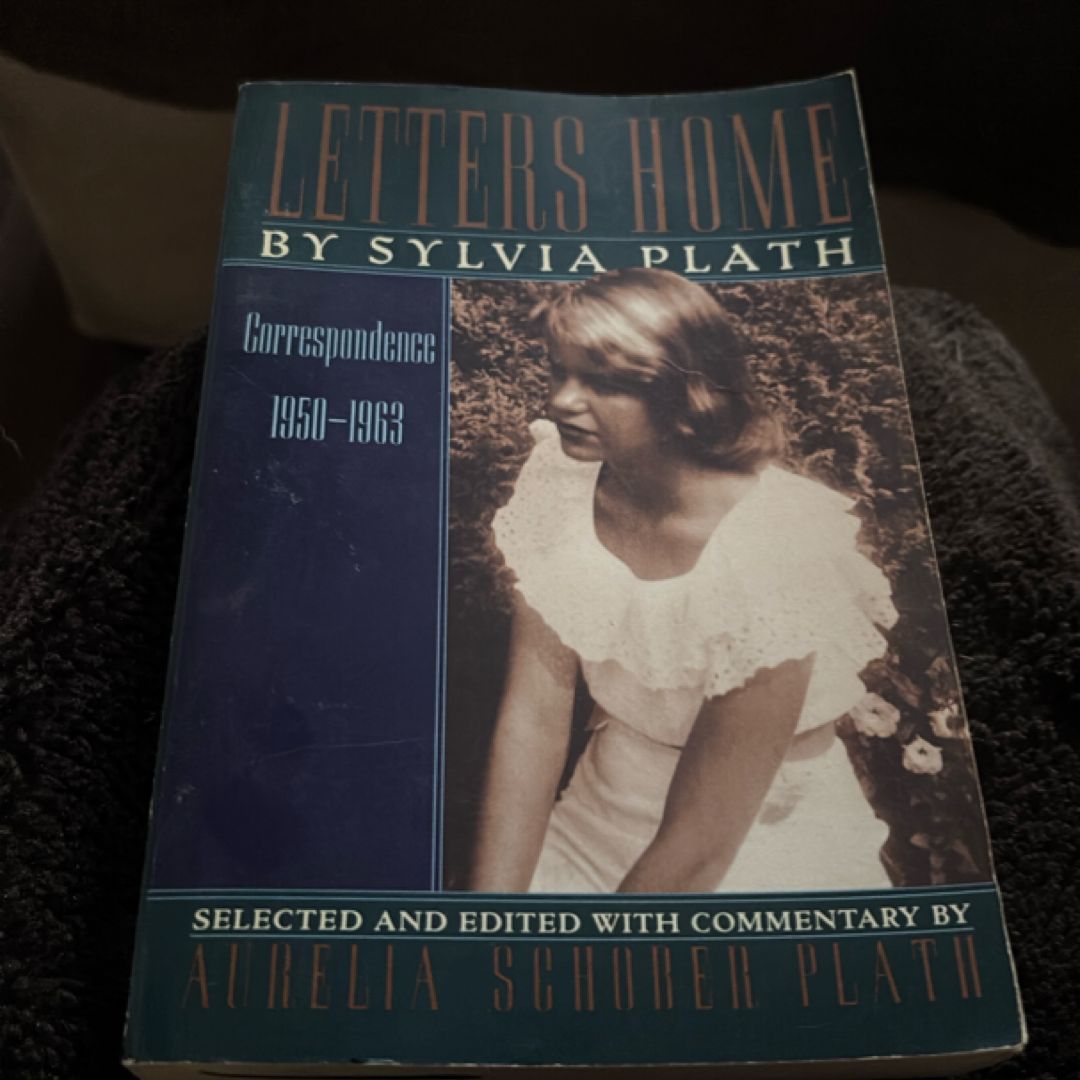 LETTERS HOME
BY SYLVIA PLATH
Correspondence
1950–1963
SELECTED AND EDITED WITH COMMENTARY BY
AURELIA SCHOBER PLATH